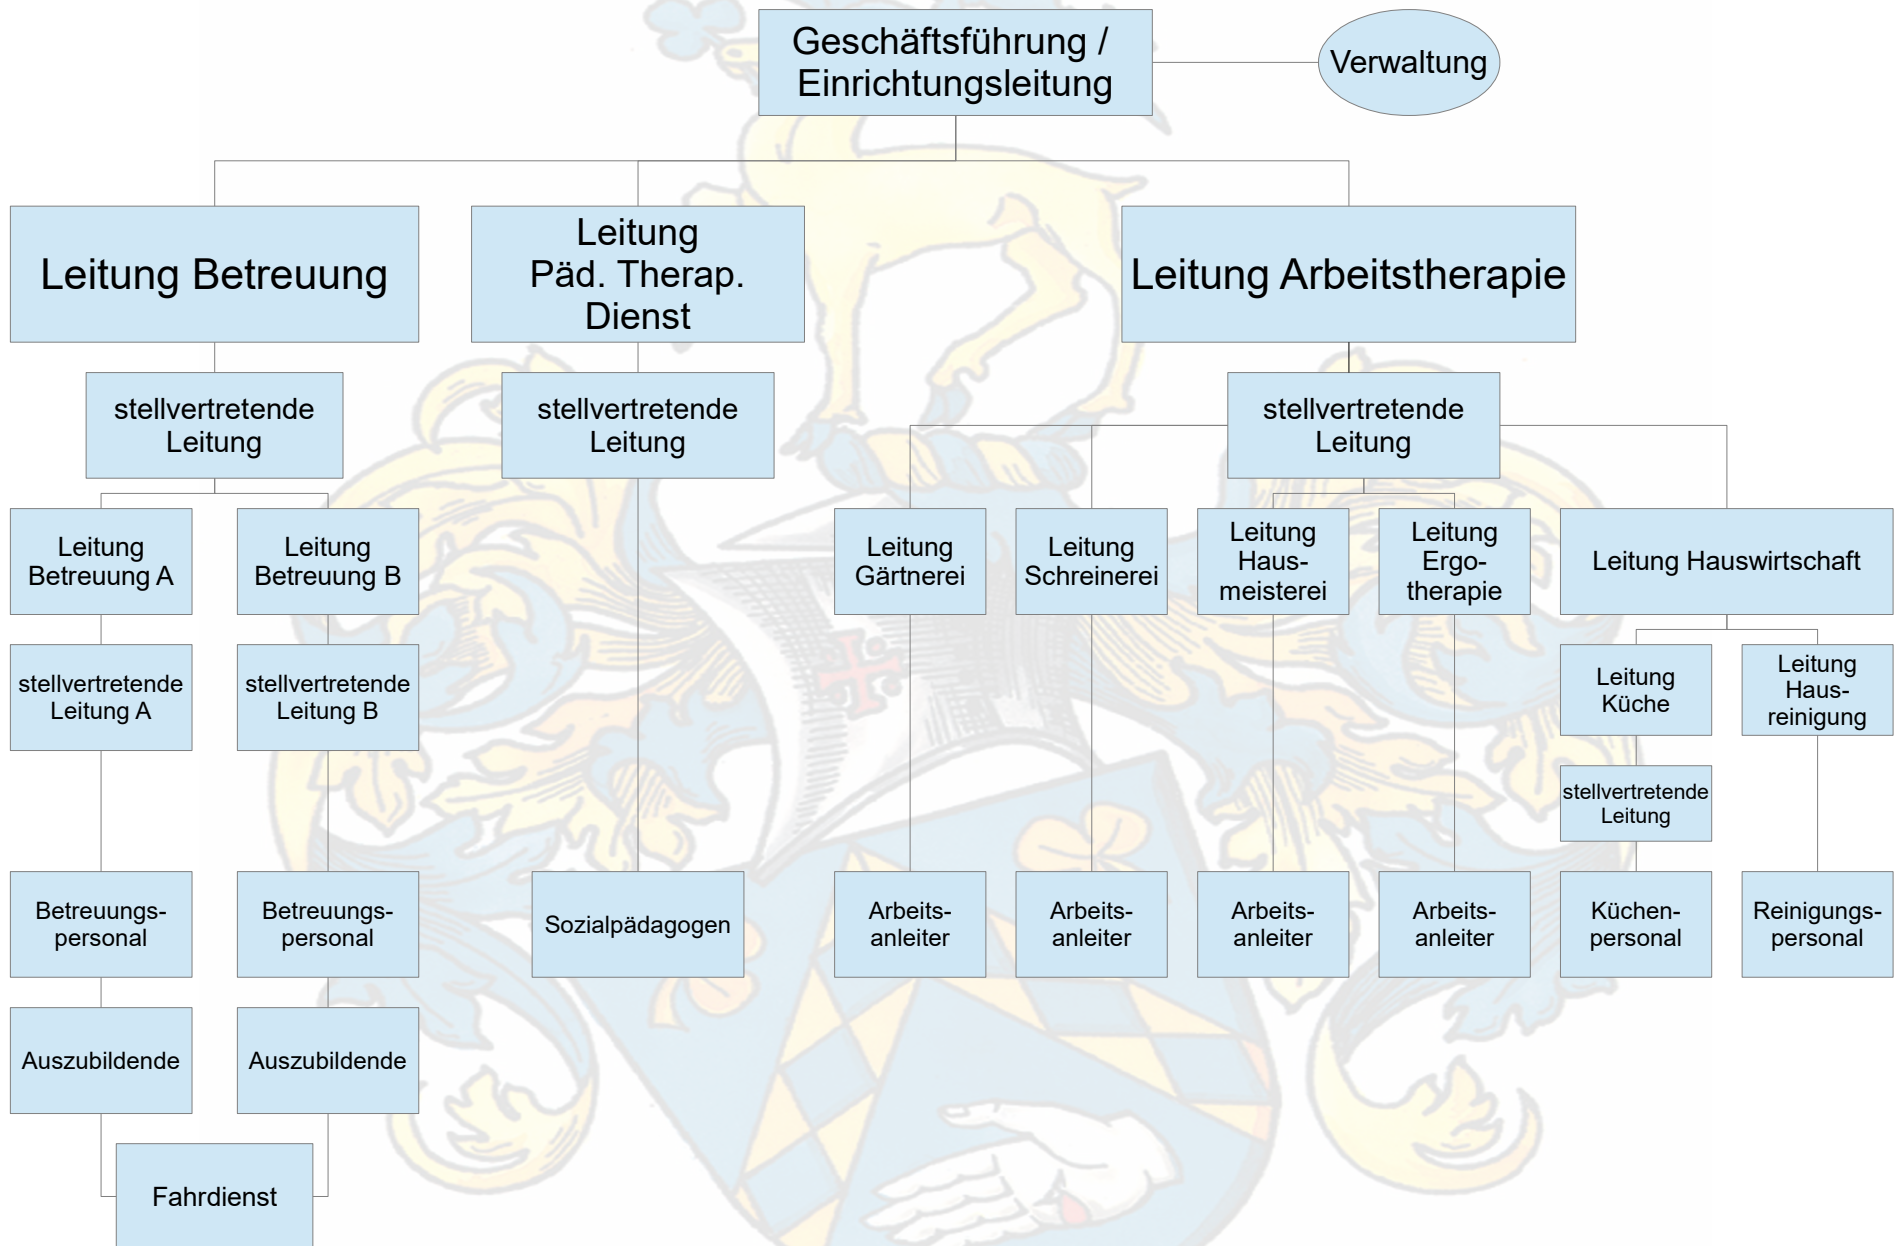 Geschäftsführung /
Einrichtungsleitung
Verwaltung
Leitung Betreuung
Leitung
Päd. Therap.
Dienst
Leitung Arbeitstherapie
stellvertretende
Leitung
stellvertretende
Leitung
stellvertretende
Leitung
Leitung
Betreuung A
Leitung
Betreuung B
Leitung
Gärtnerei
Leitung
Schreinerei
Leitung
Haus-
meisterei
Leitung
Ergo-
therapie
Leitung Hauswirtschaft
stellvertretende
Leitung A
stellvertretende
Leitung B
Leitung
Küche
Leitung
Haus-
reinigung
stellvertretende
Leitung
Betreuungs-
personal
Betreuungs-
personal
Sozialpädagogen
Arbeits-
anleiter
Arbeits-
anleiter
Arbeits-
anleiter
Arbeits-
anleiter
Küchen-
personal
Reinigungs-
personal
Auszubildende
Auszubildende
Fahrdienst